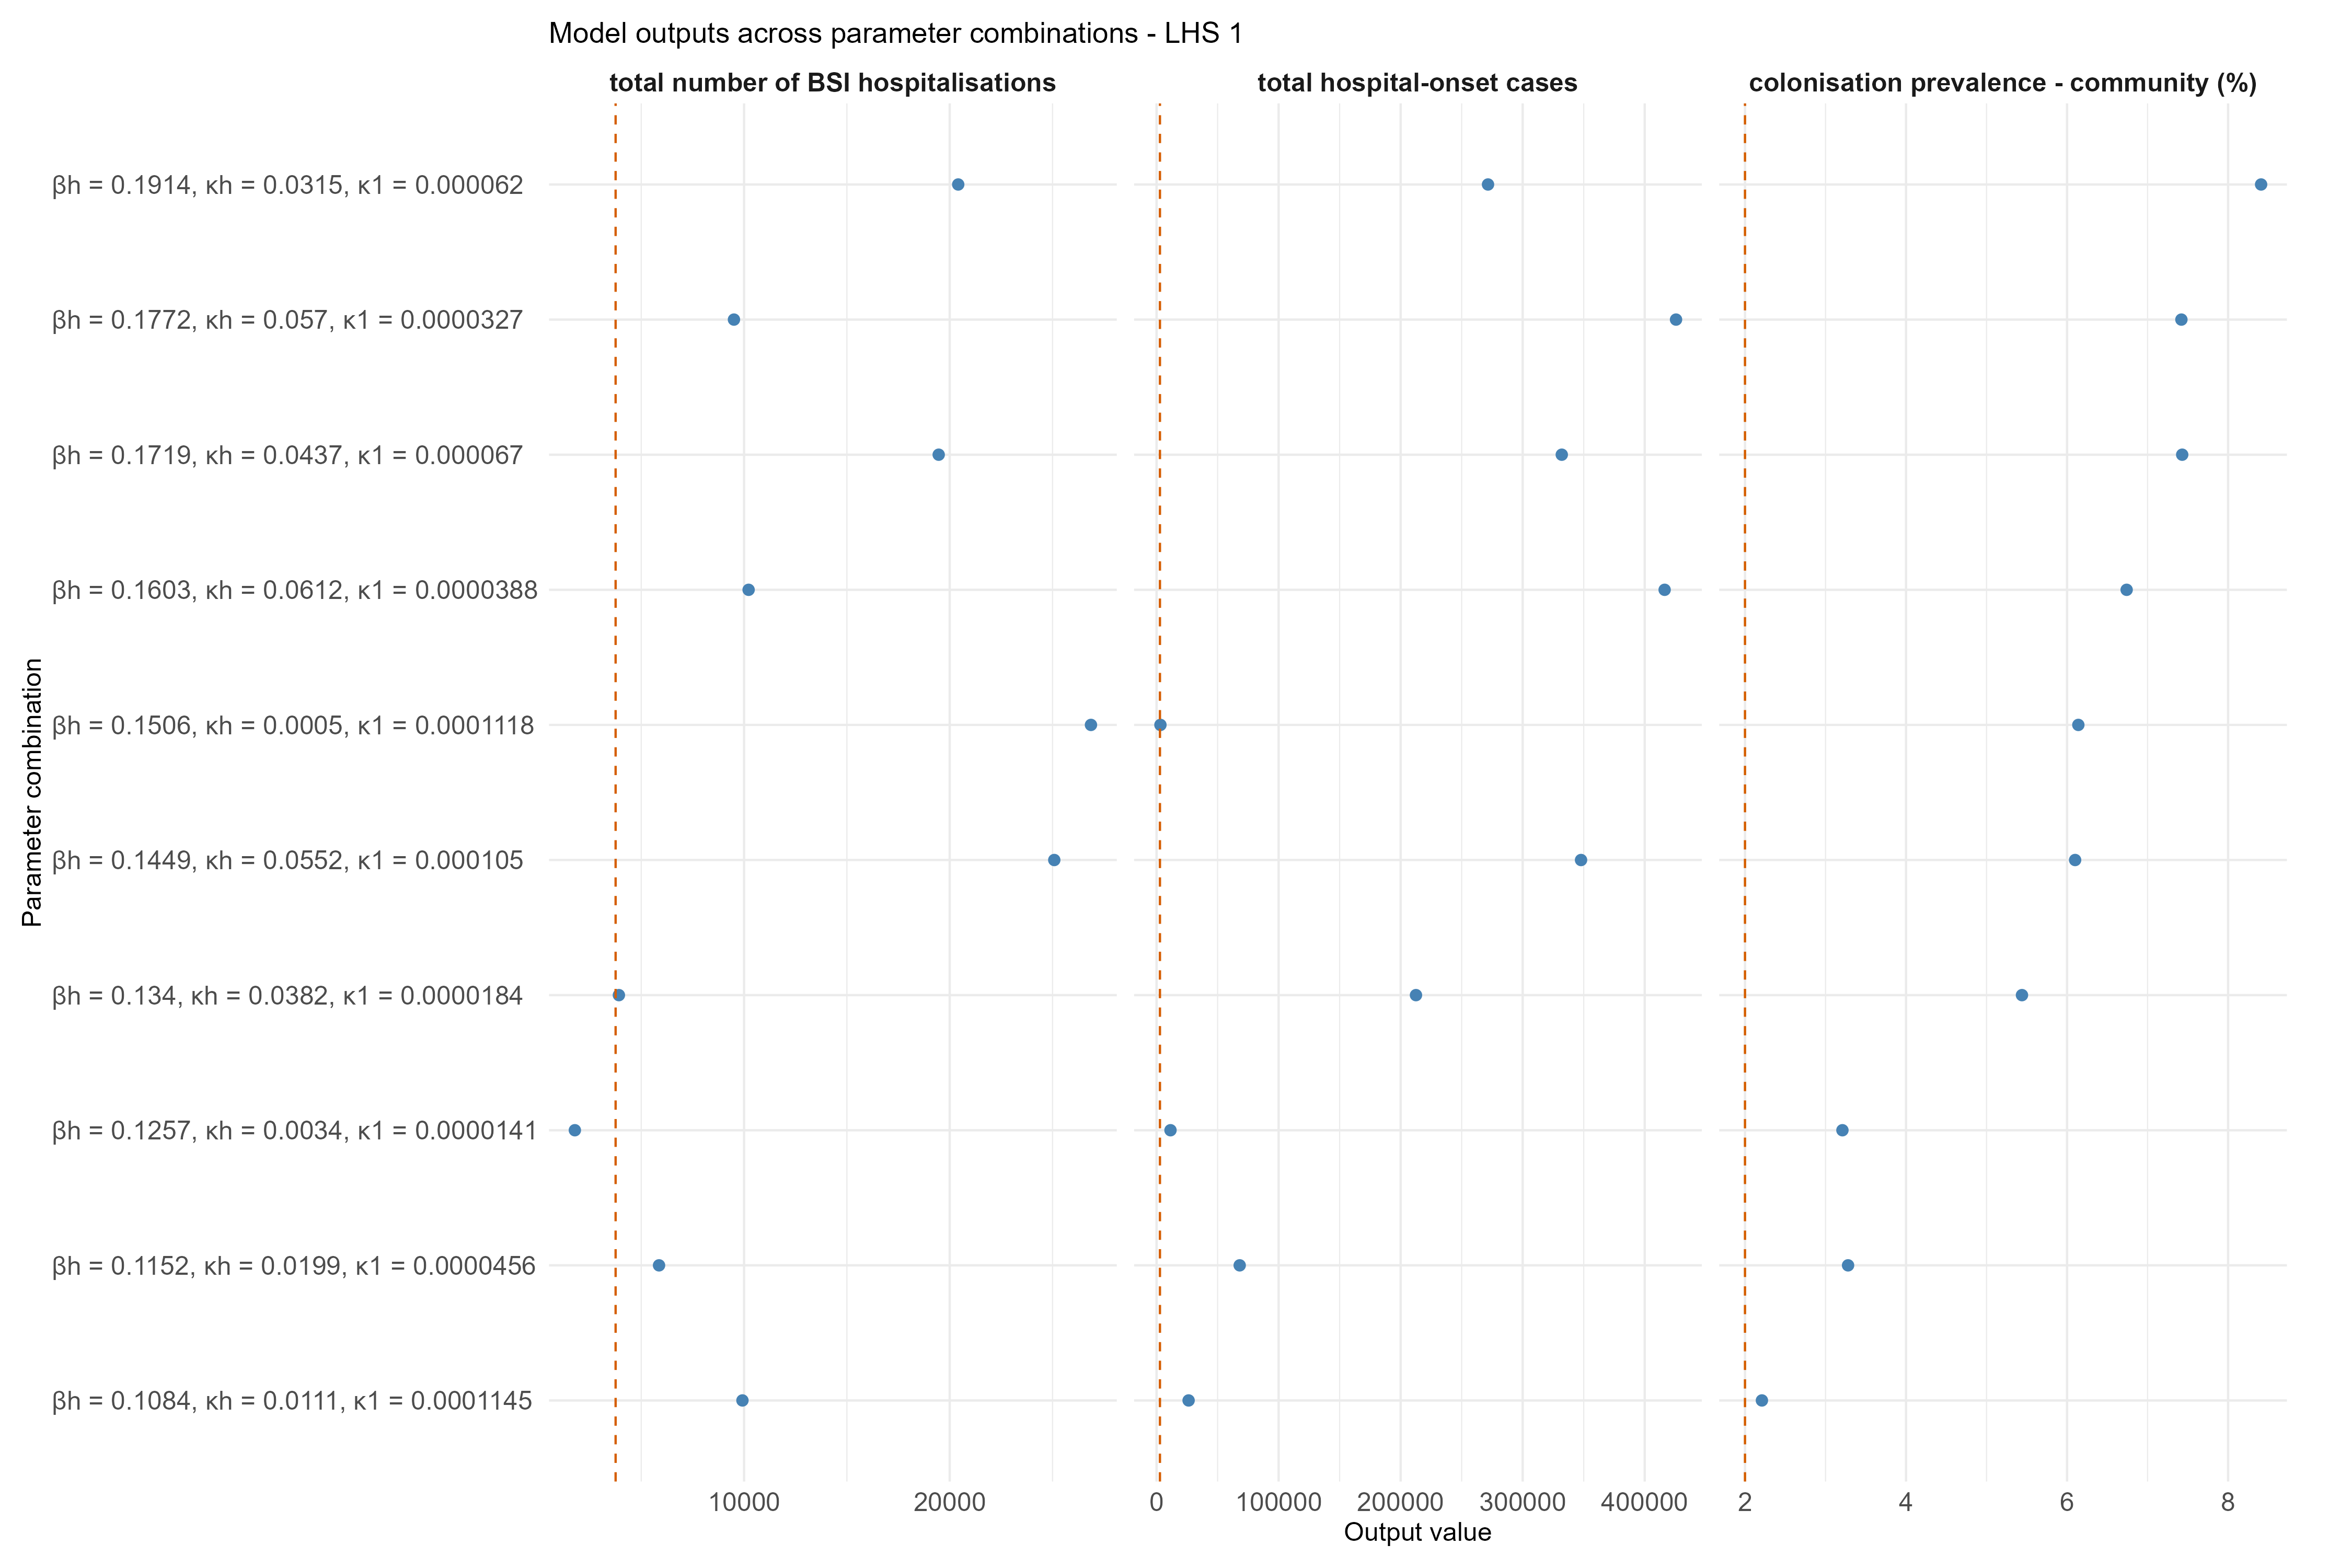 Model outputs across parameter combinations - LHS 1
total number of BSI hospitalisations
total hospital-onset cases
colonisation prevalence - community (%)
Parameter combination
βh = 0.1914, κh = 0.0315, κ1 = 0.000062
βh = 0.1772, κh = 0.057, κ1 = 0.0000327
βh = 0.1719, κh = 0.0437, κ1 = 0.000067
βh = 0.1603, κh = 0.0612, κ1 = 0.0000388
βh = 0.1506, κh = 0.0005, κ1 = 0.0001118
βh = 0.1449, κh = 0.0552, κ1 = 0.000105
βh = 0.134, κh = 0.0382, κ1 = 0.0000184
βh = 0.1257, κh = 0.0034, κ1 = 0.0000141
βh = 0.1152, κh = 0.0199, κ1 = 0.0000456
βh = 0.1084, κh = 0.0111, κ1 = 0.0001145
10000 20000
0 100000 200000 300000 400000
2 4 6 8
Output value